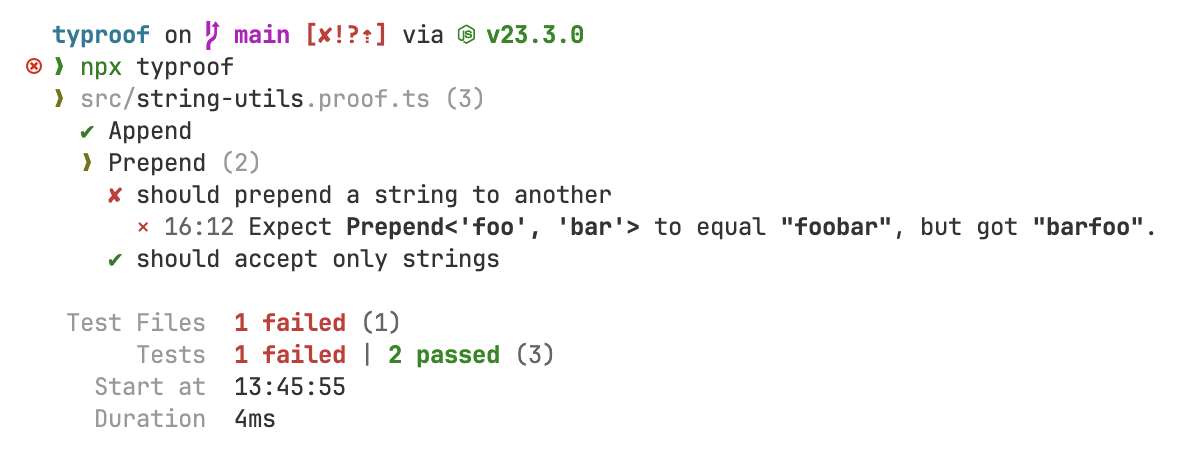 typroof on main [✘!?⇡] via v23.3.0
❱ npx typroof
❱ src/string-utils.proof.ts (3)
✔ Append
❱ Prepend (2)
✘ should prepend a string to another
× 16:12 Expect Prepend<'foo', 'bar'> to equal "foobar", but got "barfoo".
✔ should accept only strings
Test Files 1 failed (1)
Tests 1 failed | 2 passed (3)
Start at 13:45:55
Duration 4ms